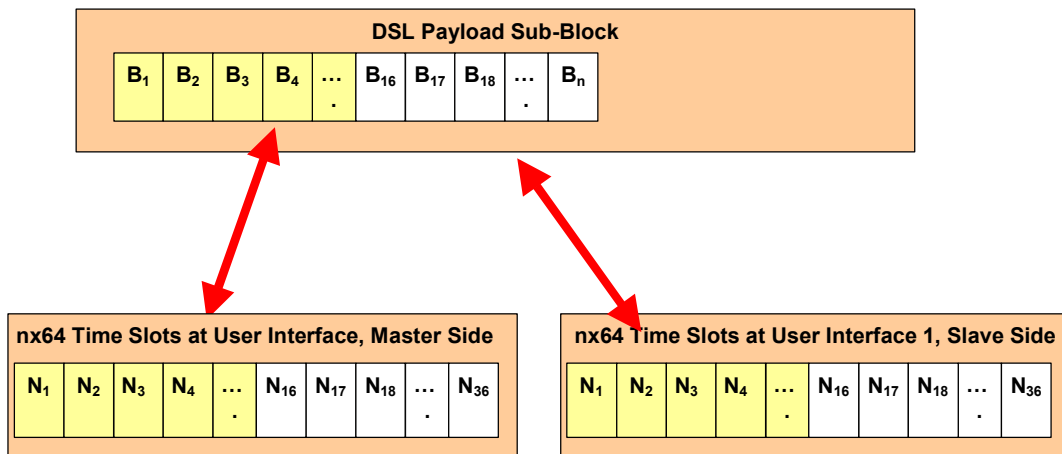 DSL Payload Sub-Block
B₁ B₂ B₃ B₄ … . B₁₆ B₁₇ B₁₈ … . Bₙ
nx64 Time Slots at User Interface, Master Side
N₁ N₂ N₃ N₄ … . N₁₆ N₁₇ N₁₈ … . N₃₆
nx64 Time Slots at User Interface 1, Slave Side
N₁ N₂ N₃ N₄ … . N₁₆ N₁₇ N₁₈ … . N₃₆